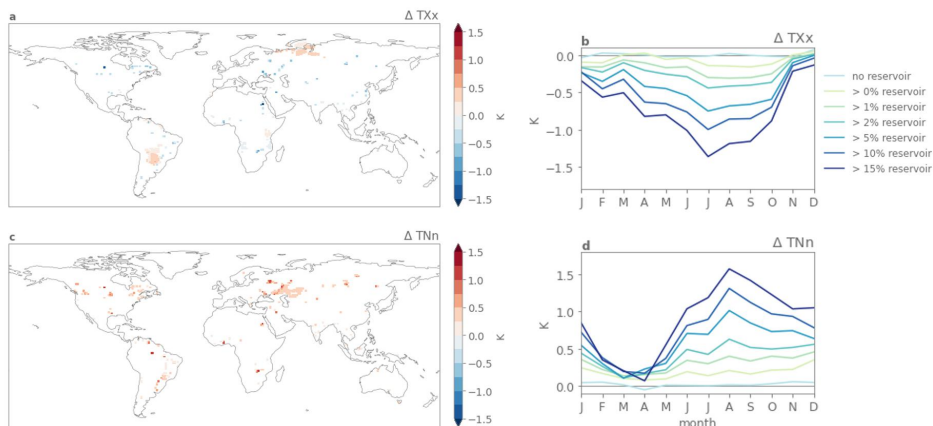 a
Δ TXx
1.5
1.0
0.5
0.0
−0.5
−1.0
−1.5
K
b
Δ TXx
0.0
−0.5
−1.0
−1.5
K
J F M A M J J A S O N D
no reservoir
> 0% reservoir
> 1% reservoir
> 2% reservoir
> 5% reservoir
> 10% reservoir
> 15% reservoir
c
Δ TNn
1.5
1.0
0.5
0.0
−0.5
−1.0
−1.5
K
d
Δ TNn
1.5
1.0
0.5
0.0
K
J F M A M J J A S O N D
month